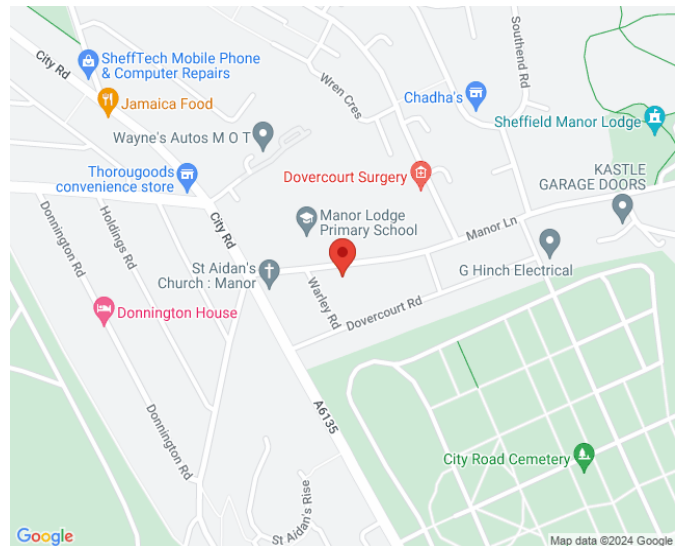 City Rd
SheffTech Mobile Phone
& Computer Repairs
Jamaica Food
Wren Cres
Southend Rd
Chadha's
Sheffield Manor Lodge
Wayne's Autos M O T
Thorougoods
convenience store
Dovercourt Surgery
KASTLE
GARAGE DOORS
Donnington Rd
Holdings Rd
City Rd
Manor Lodge
Primary School
Manor Ln
St Aidan's
Church : Manor
Warley Rd
G Hinch Electrical
Dovercourt Rd
Donnington House
Donnington Rd
A6135
City Road Cemetery
St Aidan's Rise
Google
Map data ©2024 Google